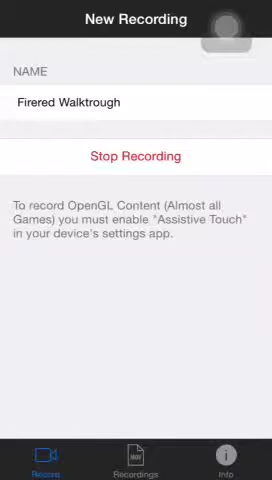 New Recording
NAME
Firered Walktrough
Stop Recording
To record OpenGL Content (Almost all
Games) you must enable "Assistive Touch"
in your device's settings app.
MOV
Record
Recordings
Info